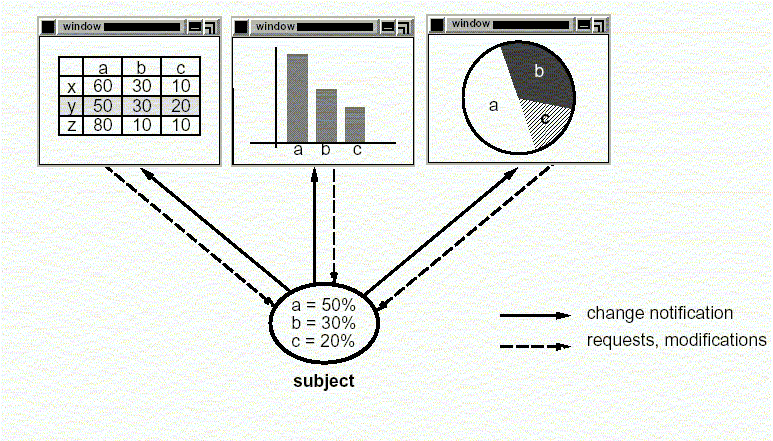 window
window
window
a b c
x 60 30 10
y 50 30 20
z 80 10 10
a b c
b
a
c
a = 50%
b = 30%
c = 20%
subject
change notification
requests, modifications